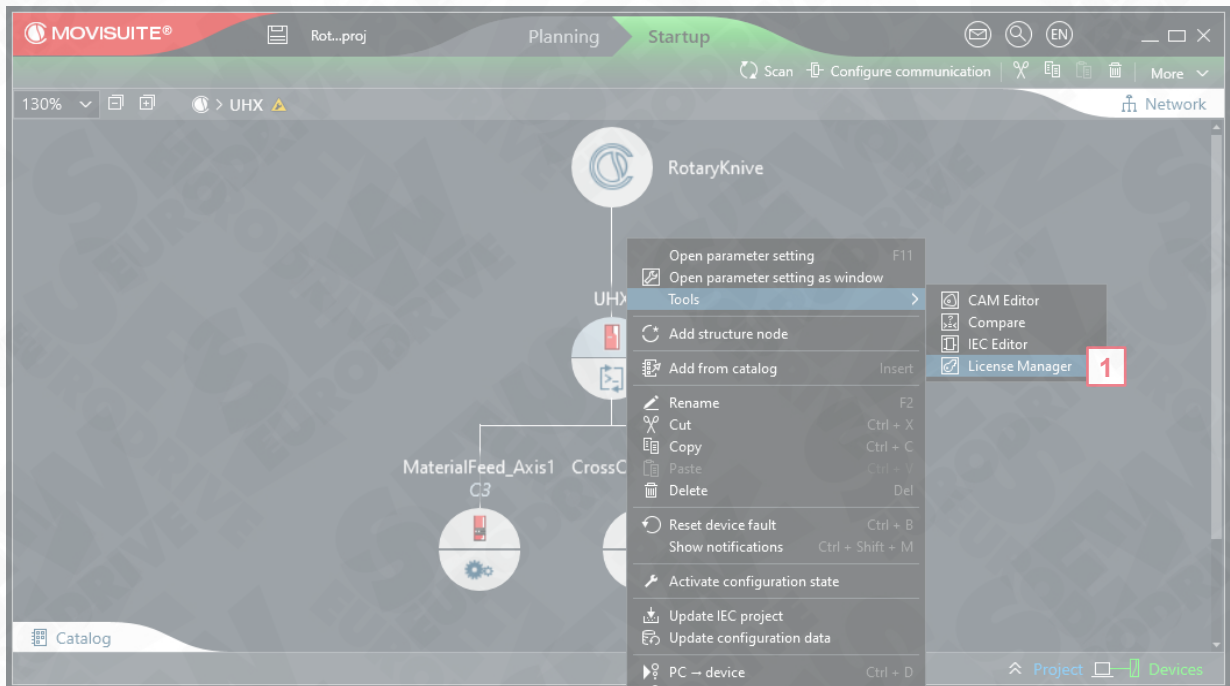 MOVISUITE®
Rot...proj
Planning
Startup
EN
Scan
Configure communication
More
130%
> UHX
Network
RotaryKnive
Open parameter setting F11
Open parameter setting as window
UHX
Tools >
CAM Editor
Compare
Add structure node
IEC Editor
Add from catalog Insert
License Manager
1
Rename F2
Cut Ctrl + X
Copy Ctrl + C
MaterialFeed_Axis1
CrossC
Paste Ctrl + V
C3
Delete Del
Reset device fault Ctrl + B
Show notifications Ctrl + Shift + M
Activate configuration state
Update IEC project
Catalog
Update configuration data
PC → device Ctrl + D
Project
Devices
SEW
EURODRIVE